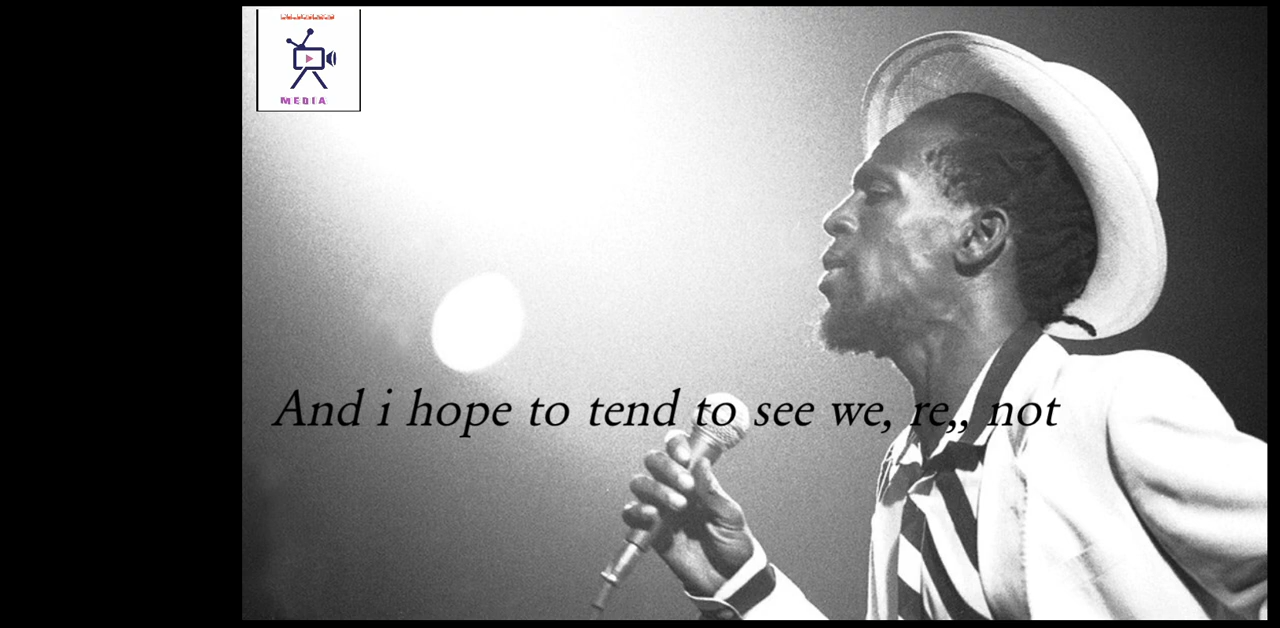 MEDIA
And i hope to tend to see we, re,, not